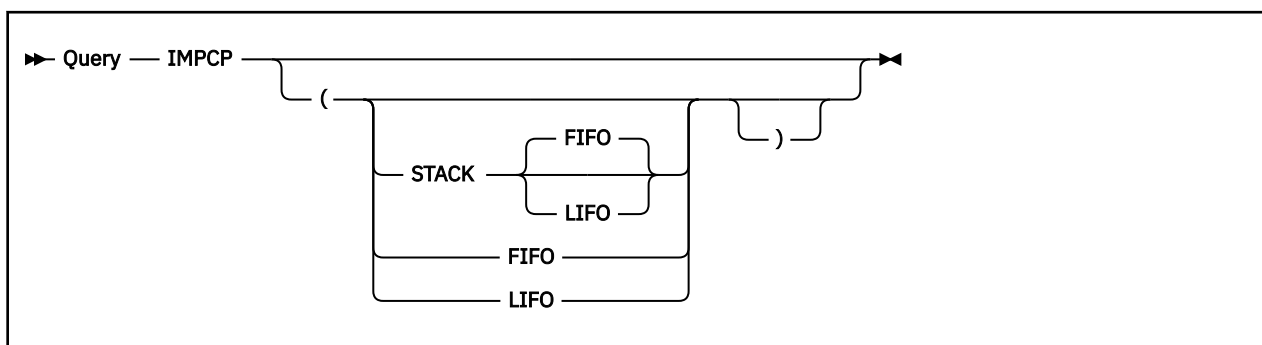 Query IMPCP
(
)
FIFO
STACK
LIFO
FIFO
LIFO